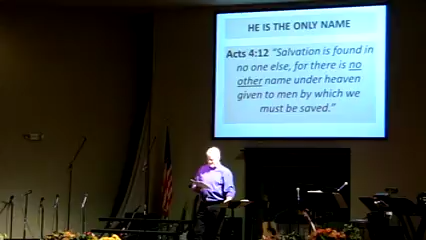 HE IS THE ONLY NAME
Acts 4:12 "Salvation is found in
no one else, for there is no
other name under heaven
given to men by which we
must be saved."